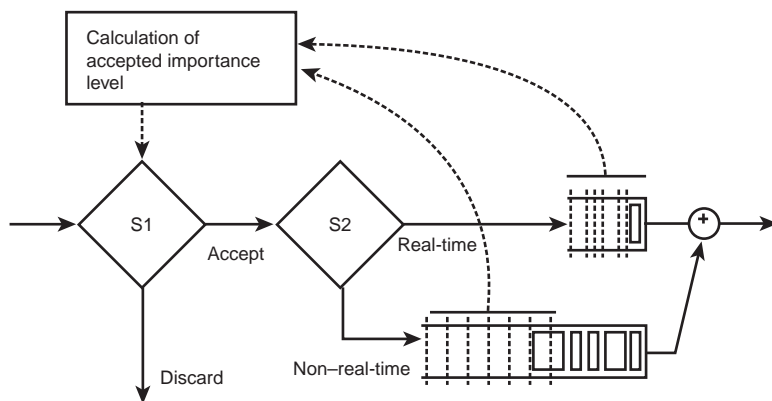 Calculation of
accepted importance
level
S1
S2
Accept
Real-time
+
Non–real-time
Discard